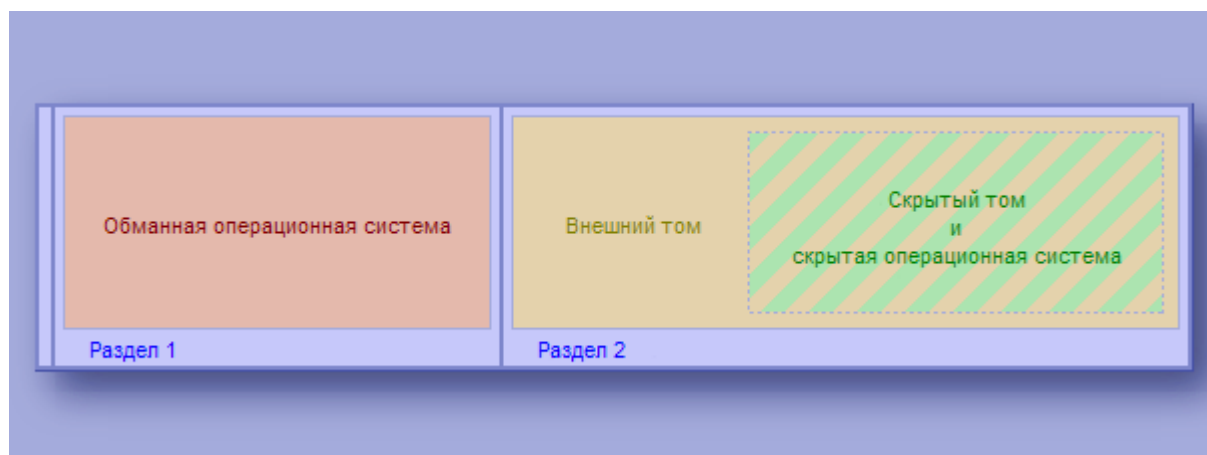 Обманная операционная система
Внешний том
Скрытый том
и
скрытая операционная система
Раздел 1
Раздел 2